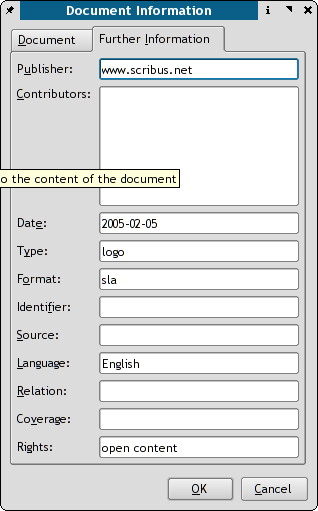 Document Information
Document
Further Information
Publisher: www.scribus.net
Contributors:
o the content of the document
Date: 2005-02-05
Type: logo
Format: sla
Identifier:
Source:
Language: English
Relation:
Coverage:
Rights: open content
OK
Cancel